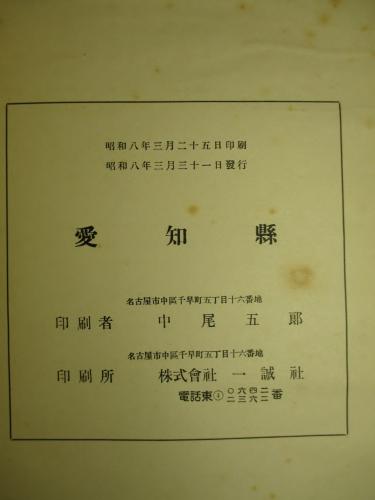 昭和八年三月二十五日印刷
昭和八年三月三十一日發行
愛知縣
名古屋市中區千早町五丁目十六番地
印刷者 中尾五郎
名古屋市中區千早町五丁目十六番地
印刷所 株式會社一誠社
電話東④〇六四二番
二三六二